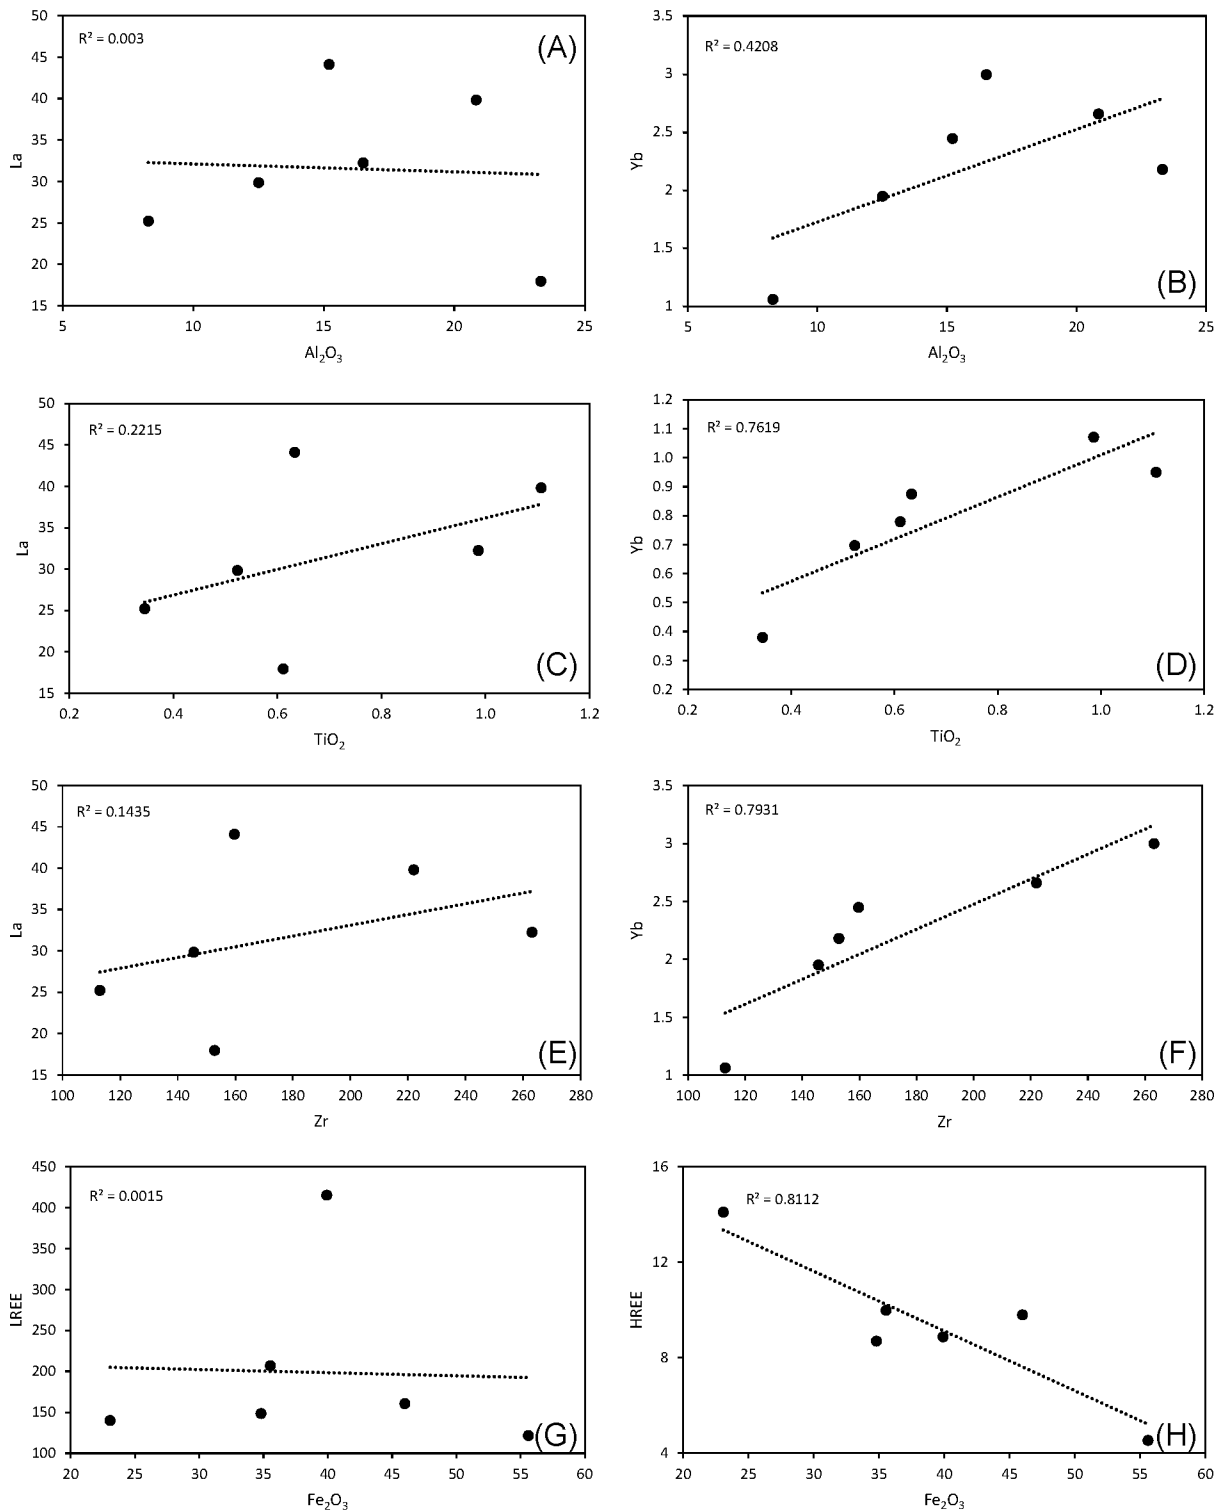 50
45
40
35
30
25
20
15
La
R² = 0.003
(A)
5 10 15 20 25
Al₂O₃
3.5
3
2.5
2
1.5
1
Yb
R² = 0.4208
(B)
5 10 15 20 25
Al₂O₃
50
45
40
35
30
25
20
15
La
R² = 0.2215
(C)
0.2 0.4 0.6 0.8 1.0 1.2
TiO₂
1.2
1.1
1.0
0.9
0.8
0.7
0.6
0.5
0.4
0.3
0.2
Yb
R² = 0.7619
(D)
0.2 0.4 0.6 0.8 1.0 1.2
TiO₂
50
45
40
35
30
25
20
15
La
R² = 0.1435
(E)
100 120 140 160 180 200 220 240 260 280
Zr
3.5
3
2.5
2
1.5
1
Yb
R² = 0.7931
(F)
100 120 140 160 180 200 220 240 260 280
Zr
450
400
350
300
250
200
150
100
LREE
R² = 0.0015
(G)
20 25 30 35 40 45 50 55 60
Fe₂O₃
16
12
8
4
HREE
R² = 0.8112
(H)
20 25 30 35 40 45 50 55 60
Fe₂O₃